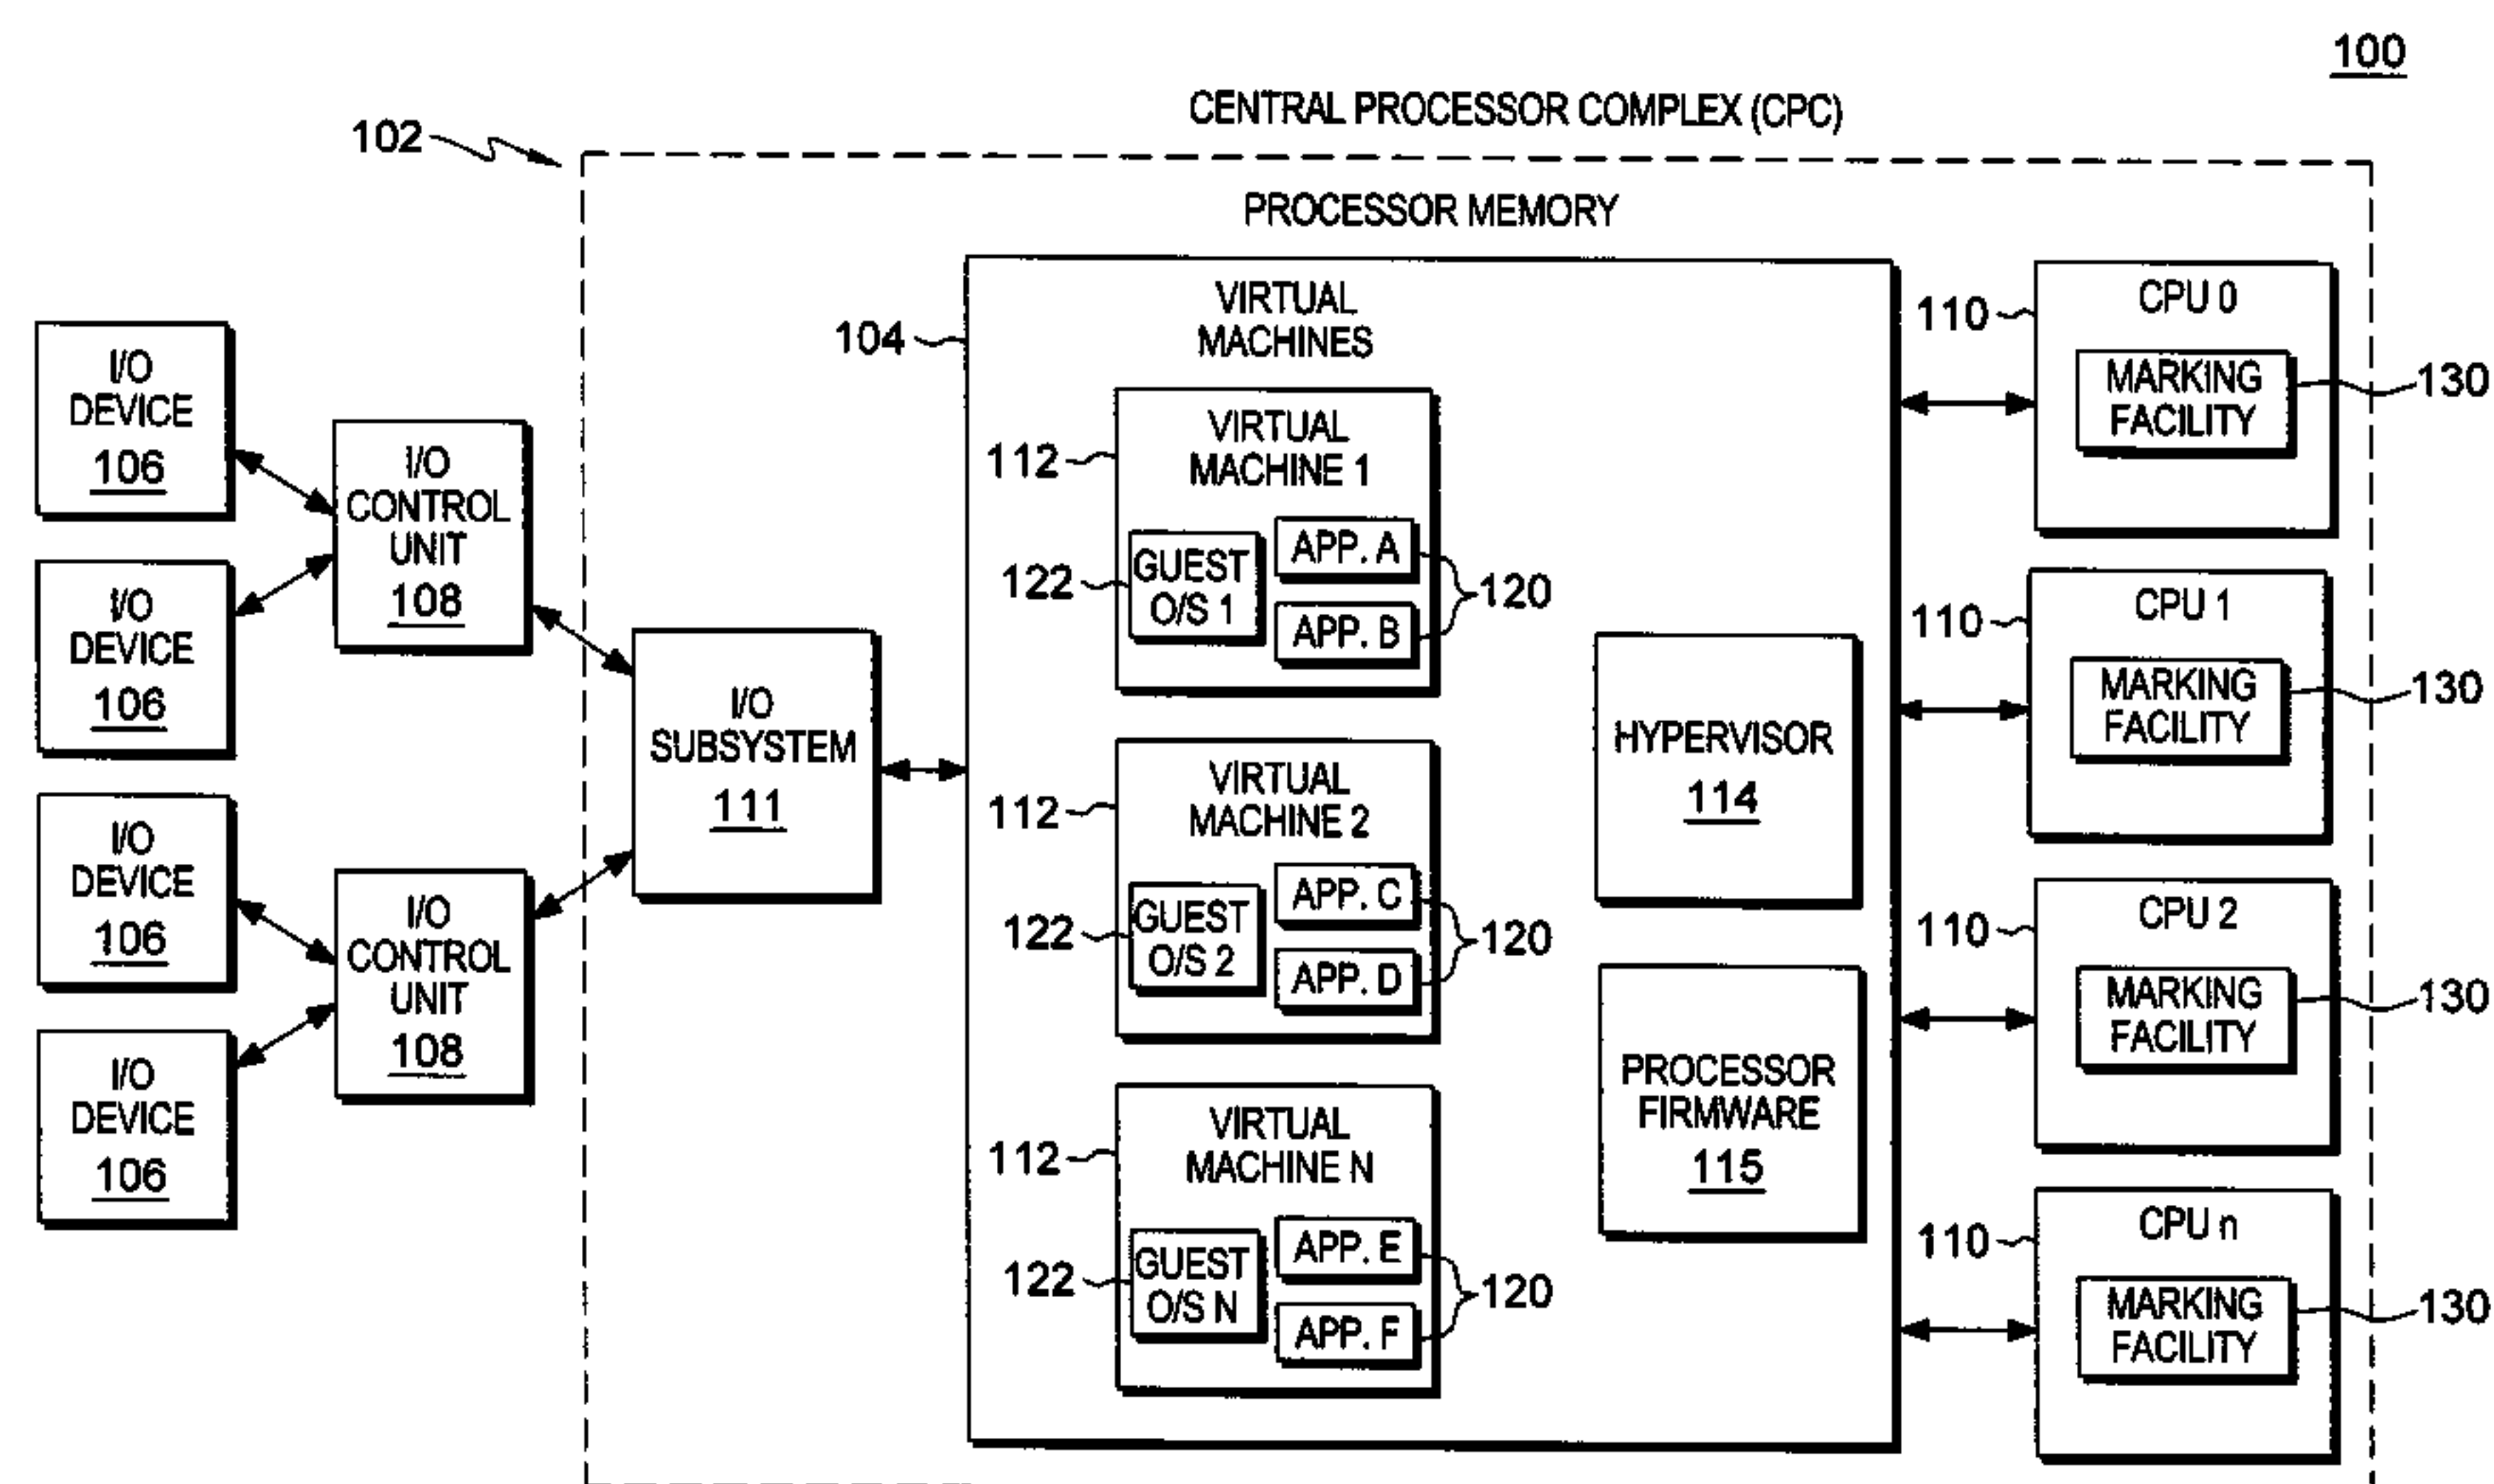 100
CENTRAL PROCESSOR COMPLEX (CPC)
102
PROCESSOR MEMORY
104
VIRTUAL
MACHINES
I/O
DEVICE
106
I/O
DEVICE
106
I/O
DEVICE
106
I/O
DEVICE
106
I/O
CONTROL
UNIT
108
I/O
CONTROL
UNIT
108
I/O
SUBSYSTEM
111
112
VIRTUAL
MACHINE 1
122
GUEST
O/S 1
APP. A
APP. B
120
112
VIRTUAL
MACHINE 2
122
GUEST
O/S 2
APP. C
APP. D
120
112
VIRTUAL
MACHINE N
122
GUEST
O/S N
APP. E
APP. F
120
HYPERVISOR
114
PROCESSOR
FIRMWARE
115
110
CPU 0
MARKING
FACILITY
130
110
CPU 1
MARKING
FACILITY
130
110
CPU 2
MARKING
FACILITY
130
110
CPU n
MARKING
FACILITY
130